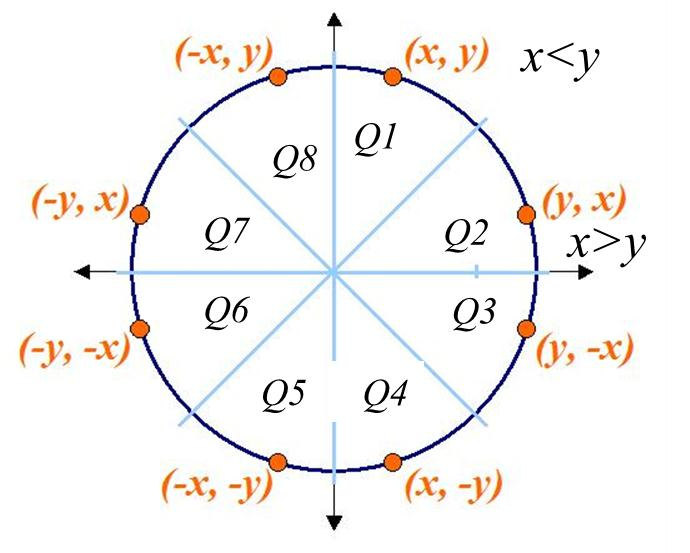 (-x, y) (x, y) x<y
Q8 Q1
(-y, x) (y, x)
Q7 Q2 x>y
Q6 Q3
(-y, -x) (y, -x)
Q5 Q4
(-x, -y) (x, -y)